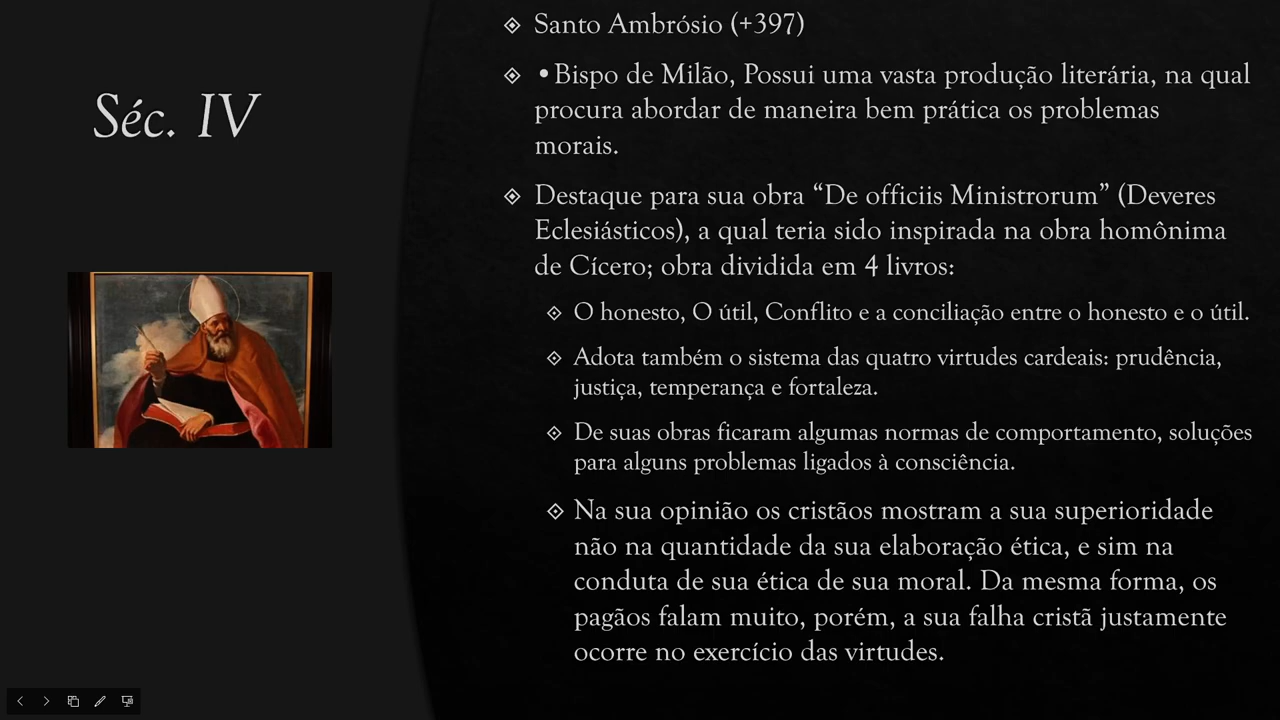 Séc. IV
Santo Ambrósio (+397)
•Bispo de Milão, Possui uma vasta produção literária, na qual
procura abordar de maneira bem prática os problemas
morais.
Destaque para sua obra “De officiis Ministrorum” (Deveres
Eclesiásticos), a qual teria sido inspirada na obra homônima
de Cícero; obra dividida em 4 livros:
O honesto, O útil, Conflito e a conciliação entre o honesto e o útil.
Adota também o sistema das quatro virtudes cardeais: prudência,
justiça, temperança e fortaleza.
De suas obras ficaram algumas normas de comportamento, soluções
para alguns problemas ligados à consciência.
Na sua opinião os cristãos mostram a sua superioridade
não na quantidade da sua elaboração ética, e sim na
conduta de sua ética de sua moral. Da mesma forma, os
pagãos falam muito, porém, a sua falha cristã justamente
ocorre no exercício das virtudes.